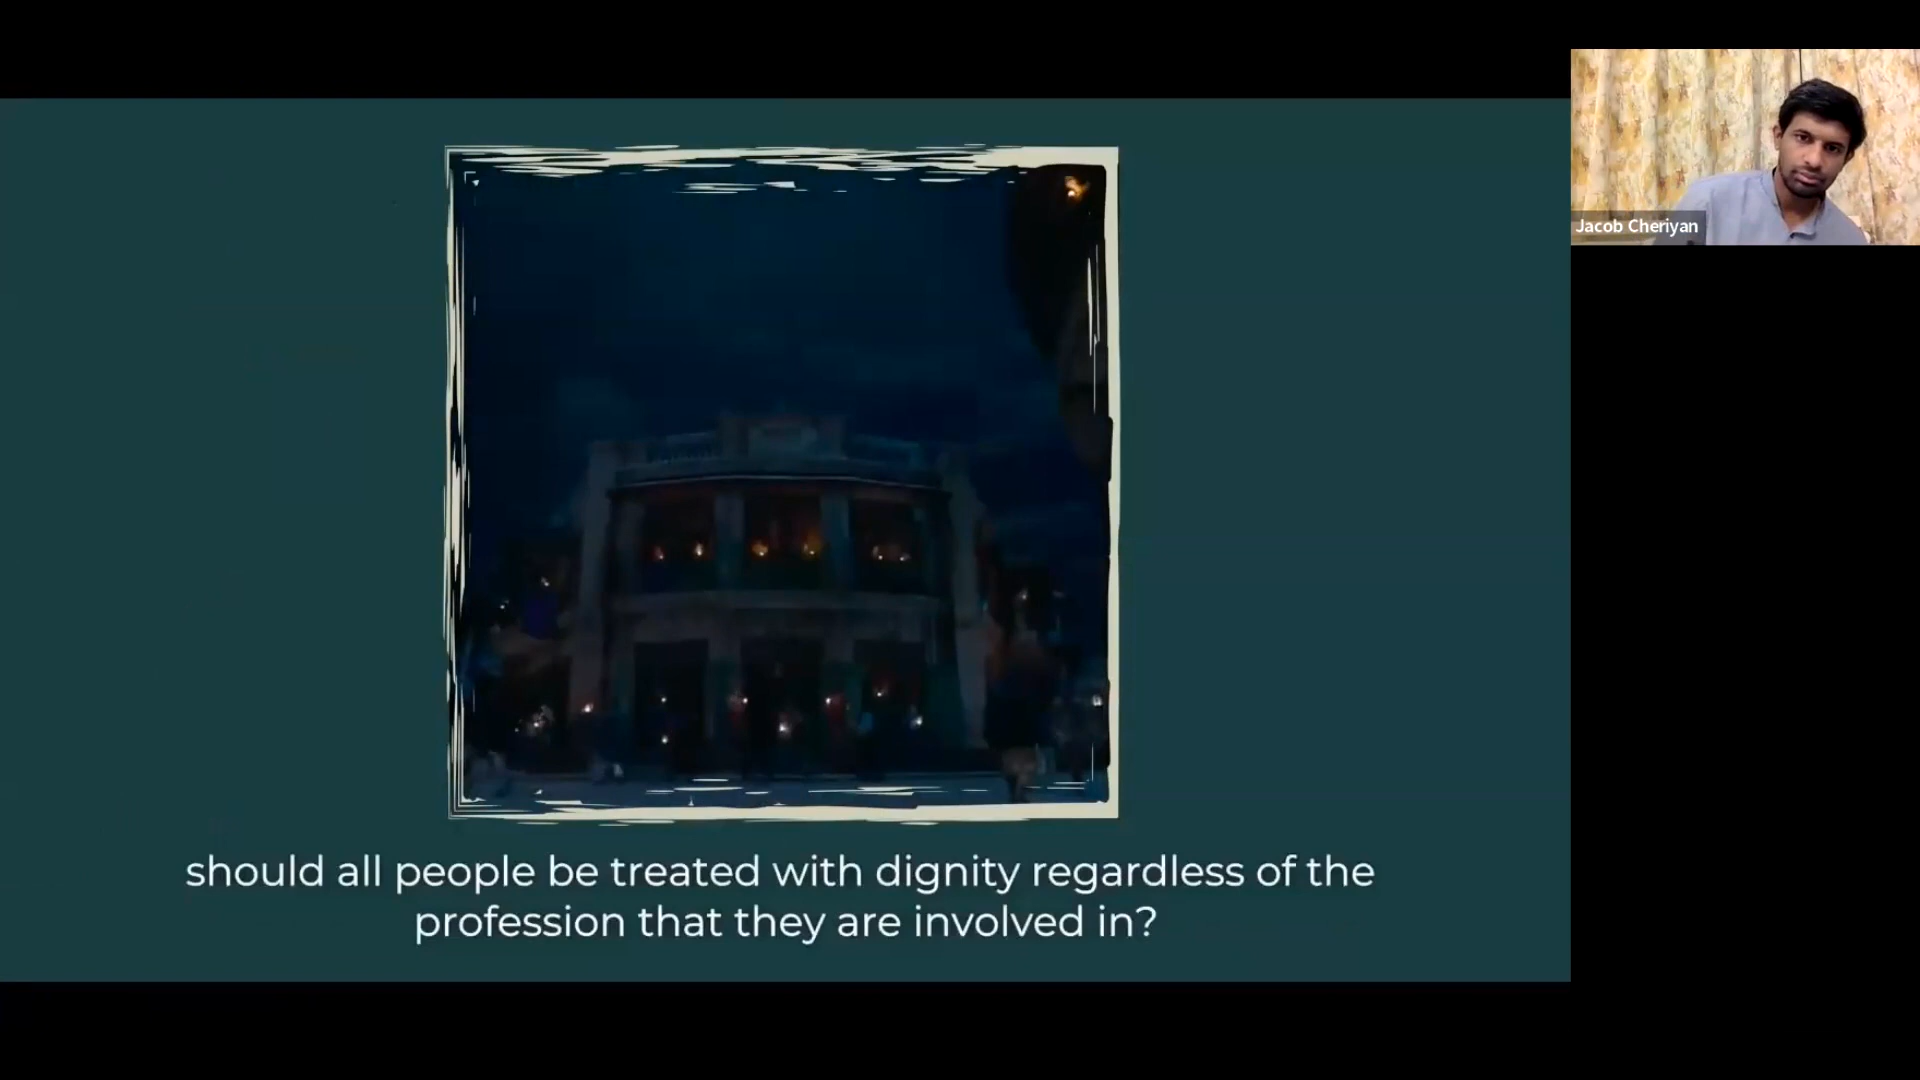 Jacob Cheriyan
should all people be treated with dignity regardless of the
profession that they are involved in?